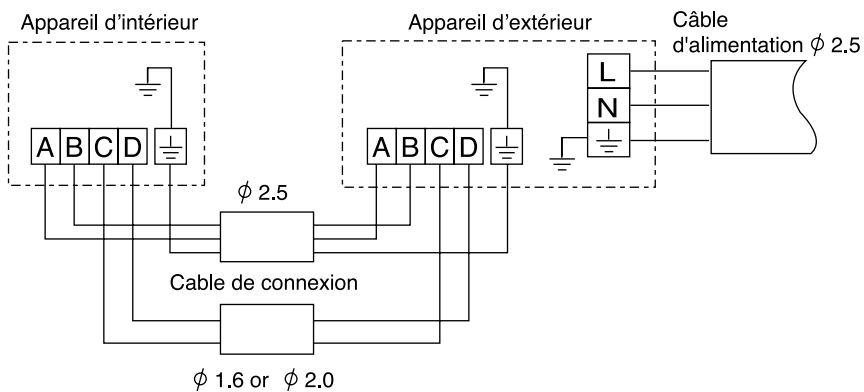 Appareil d'intérieur
Appareil d'extérieur
Câble
d'alimentation ϕ 2.5
L
N
A B C D
A B C D
ϕ 2.5
Cable de connexion
ϕ 1.6 or ϕ 2.0